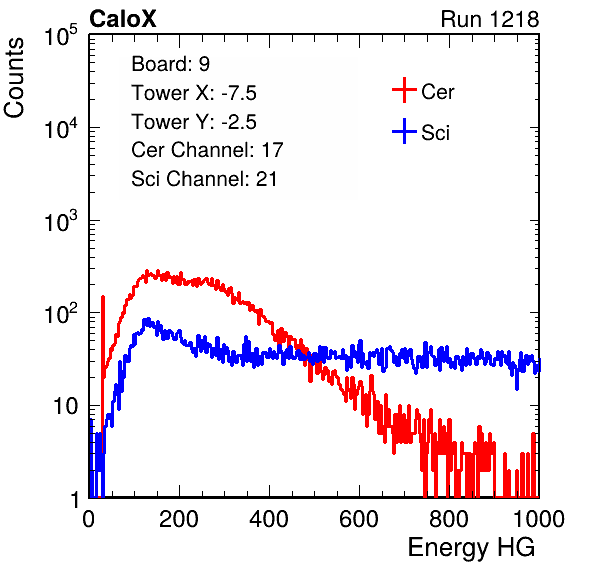 CaloX Run 1218
Board: 9
Tower X: -7.5
Tower Y: -2.5
Cer Channel: 17
Sci Channel: 21
Cer
Sci
Counts
10^5
10^4
10^3
10^2
10
1
0 200 400 600 800 1000
Energy HG